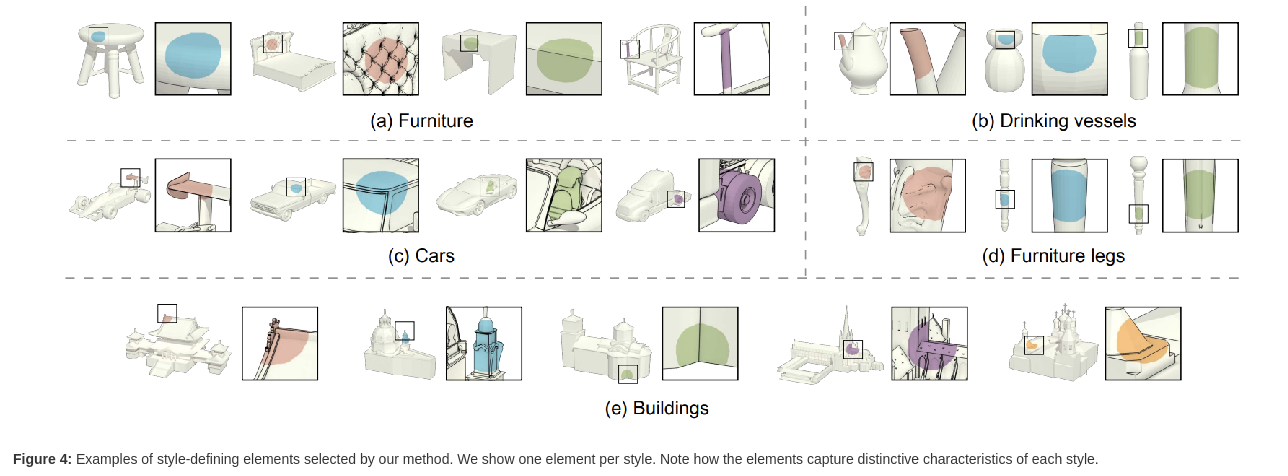 (a) Furniture
(b) Drinking vessels
(c) Cars
(d) Furniture legs
(e) Buildings
Figure 4: Examples of style-defining elements selected by our method. We show one element per style. Note how the elements capture distinctive characteristics of each style.